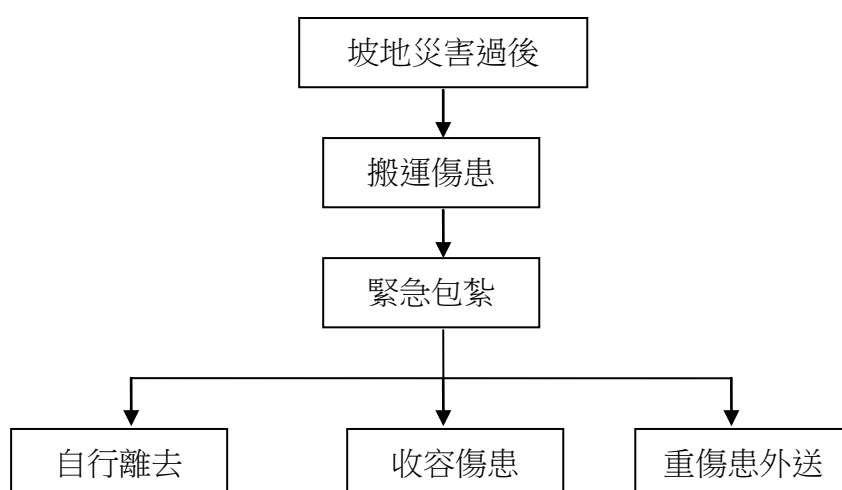 坡地災害過後
搬運傷患
緊急包紮
自行離去
收容傷患
重傷患外送